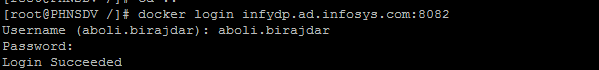 [root@PHNSDV /]# docker login infydp.ad.infosys.com:8082
Username (aboli.birajdar): aboli.birajdar
Password:
Login Succeeded